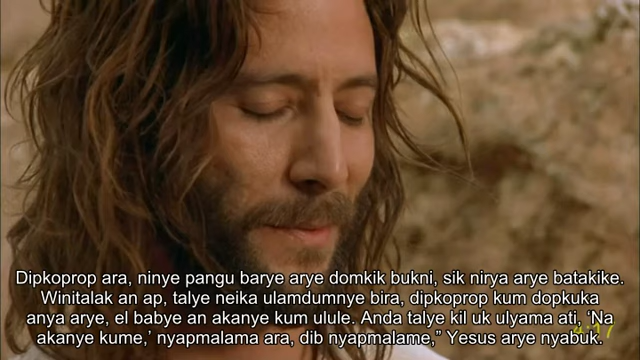 Dipkoprop ara, ninye pangu barye arye domkik bukni, sik nirya arye batakike.
Winitalak an ap, talye neika ulamdumnye bira, dipkoprop kum dopkuka
anya arye, el babye an akanye kum ulule. Anda talye kil uk ulyama ati, ‘Na
akanye kume,’ nyapmalama ara, dib nyapmalame,” Yesus arye nyabuk.
4:17